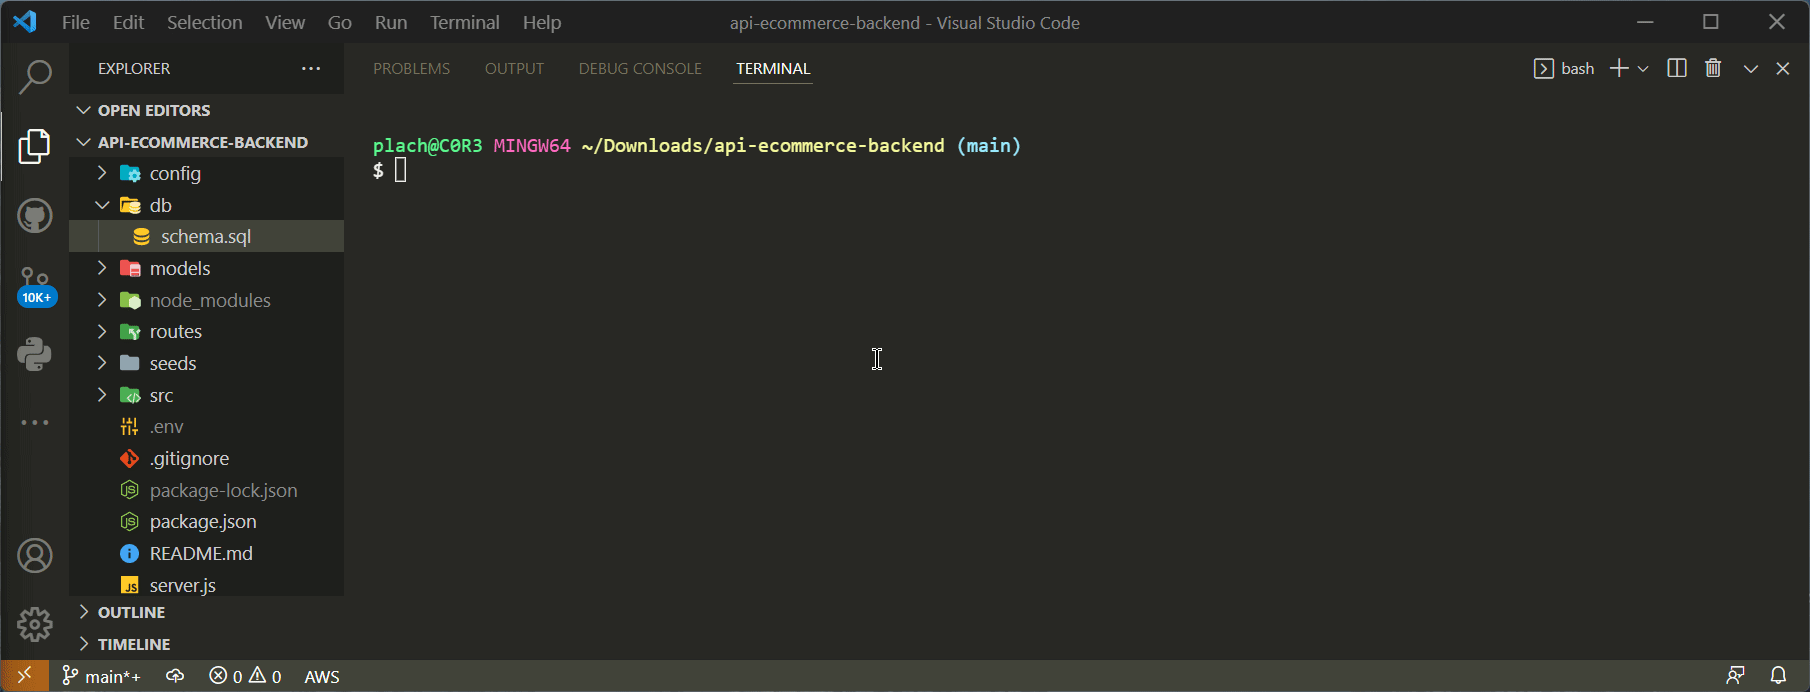 File Edit Selection View Go Run Terminal Help api-ecommerce-backend - Visual Studio Code
EXPLORER ... PROBLEMS OUTPUT DEBUG CONSOLE TERMINAL bash
OPEN EDITORS
API-ECOMMERCE-BACKEND
plach@C0R3 MINGW64 ~/Downloads/api-ecommerce-backend (main)
$
config
db
schema.sql
models
node_modules
10K+
routes
seeds
src
.env
.gitignore
package-lock.json
package.json
README.md
JS server.js
OUTLINE
TIMELINE
main*+ 0 0 AWS